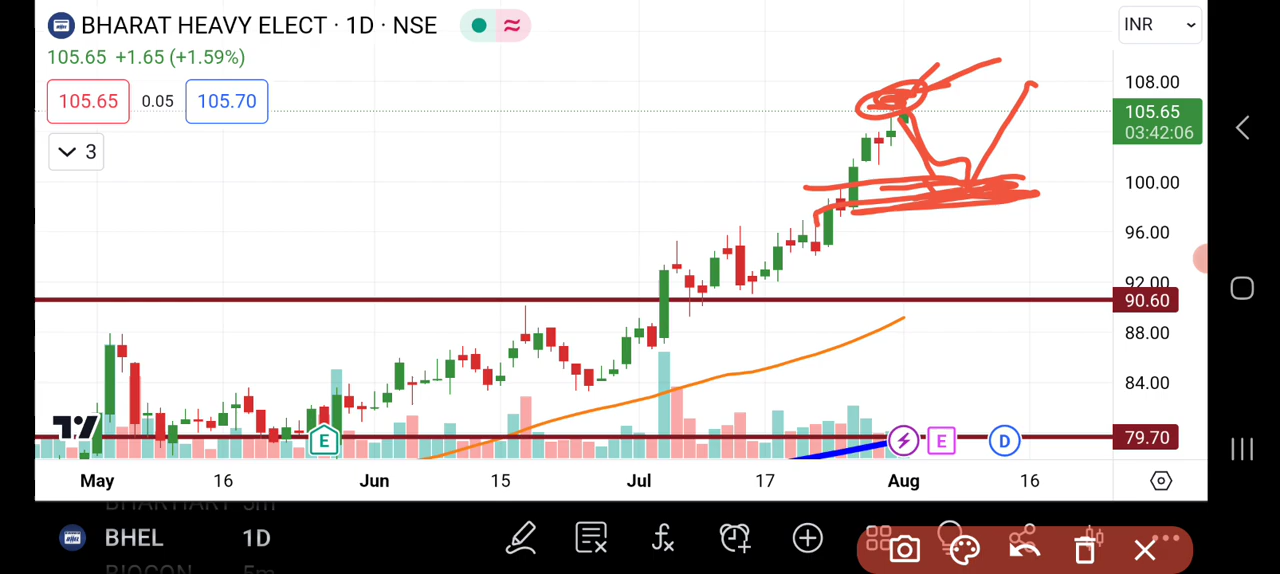 BHARAT HEAVY ELECT · 1D · NSE
INR
105.65 +1.65 (+1.59%)
105.65 0.05 105.70
3
108.00
105.65
03:42:06
100.00
96.00
92.00
90.60
88.00
84.00
79.70
E E D
May 16 Jun 15 Jul 17 Aug 16
BHEL 1D